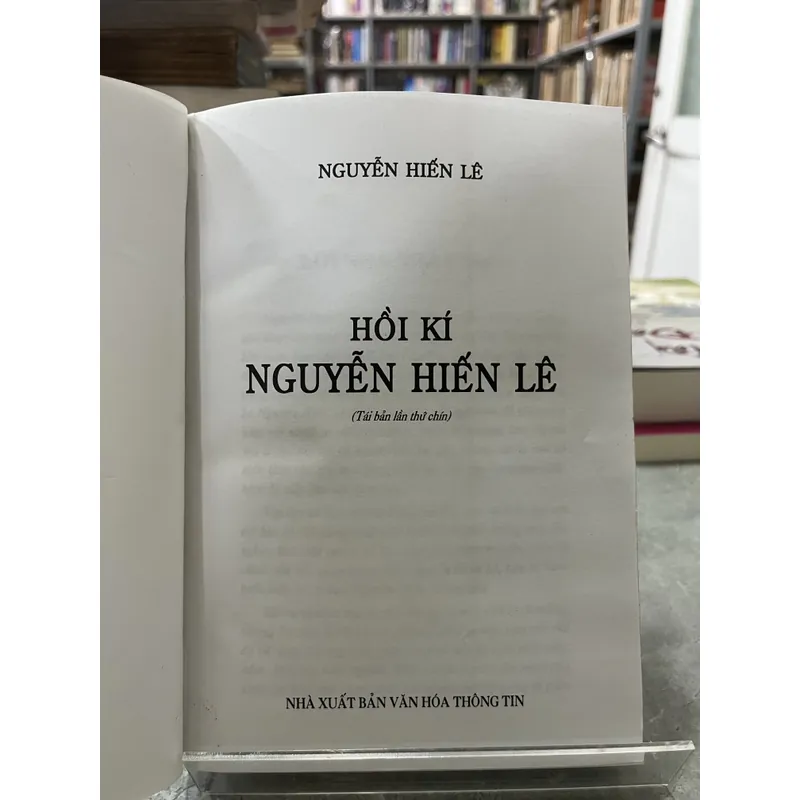 NGUYỄN HIẾN LÊ
HỒI KÍ
NGUYỄN HIẾN LÊ
(Tái bản lần thứ chín)
NHÀ XUẤT BẢN VĂN HÓA THÔNG TIN